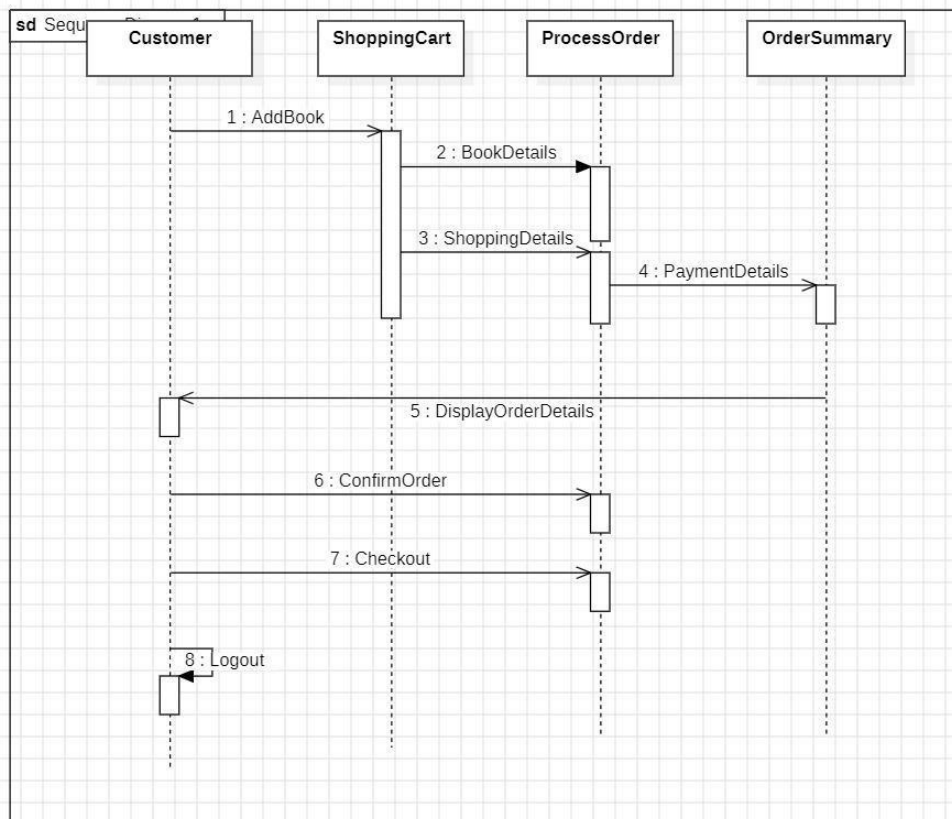 sd Sequ
Customer
ShoppingCart
ProcessOrder
OrderSummary
1 : AddBook
2 : BookDetails
3 : ShoppingDetails
4 : PaymentDetails
5 : DisplayOrderDetails
6 : ConfirmOrder
7 : Checkout
8 : Logout